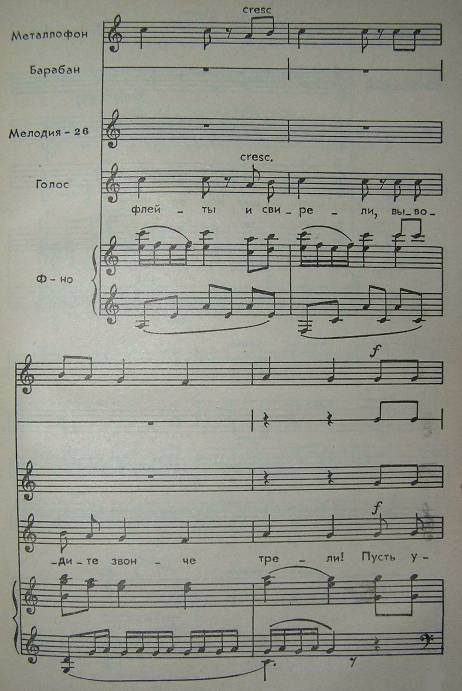 cresc
Металлофон
Барабан
Мелодия-26
cresc.
Голос
флей - ты и сви - ре - ли, вы - во -
Ф-но
f
f
- ди - те звон - че тре - ли! Пусть у -